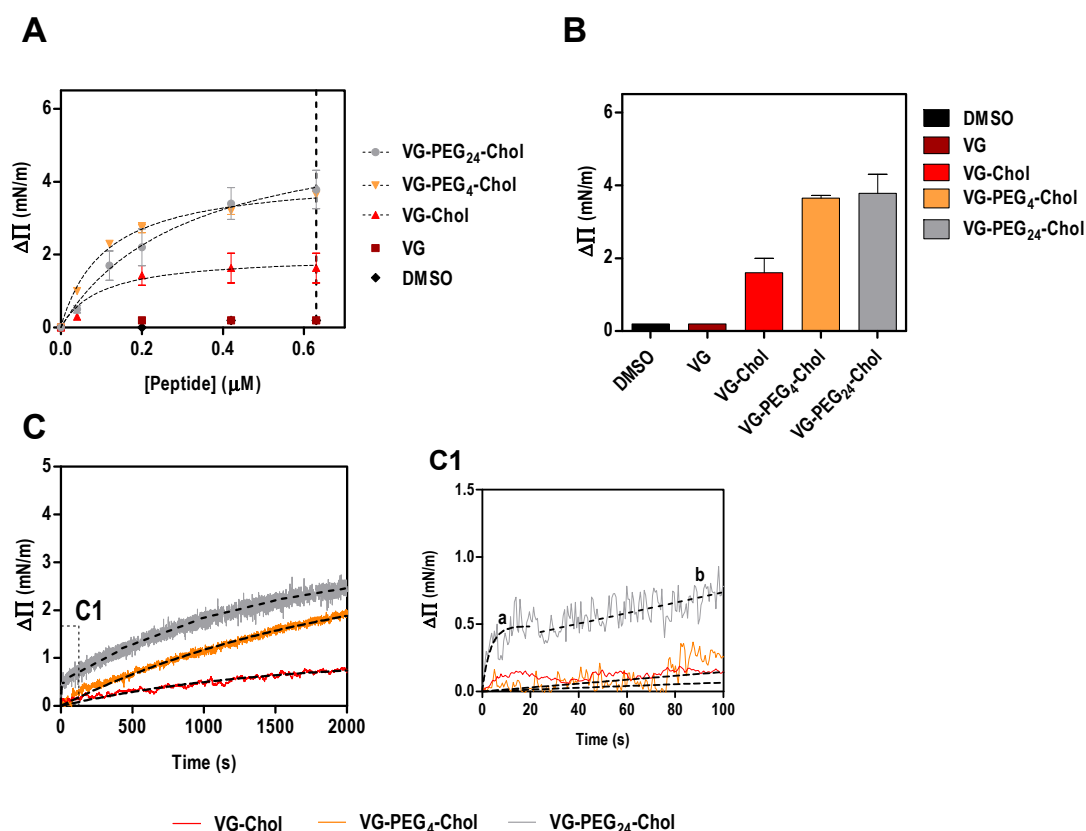 A
ΔΠ (mN/m)
6
4
2
0
0.0
0.2
0.4
0.6
[Peptide] (μM)
VG-PEG₂₄-Chol
VG-PEG₄-Chol
VG-Chol
VG
DMSO
B
ΔΠ (mN/m)
6
4
2
0
DMSO
VG
VG-Chol
VG-PEG₄-Chol
VG-PEG₂₄-Chol
DMSO
VG
VG-Chol
VG-PEG₄-Chol
VG-PEG₂₄-Chol
C
ΔΠ (mN/m)
5
4
3
2
1
0
C1
0
500
1000
1500
2000
Time (s)
C1
ΔΠ (mN/m)
1.5
1.0
0.5
0.0
a
b
0
20
40
60
80
100
Time (s)
VG-Chol
VG-PEG₄-Chol
VG-PEG₂₄-Chol